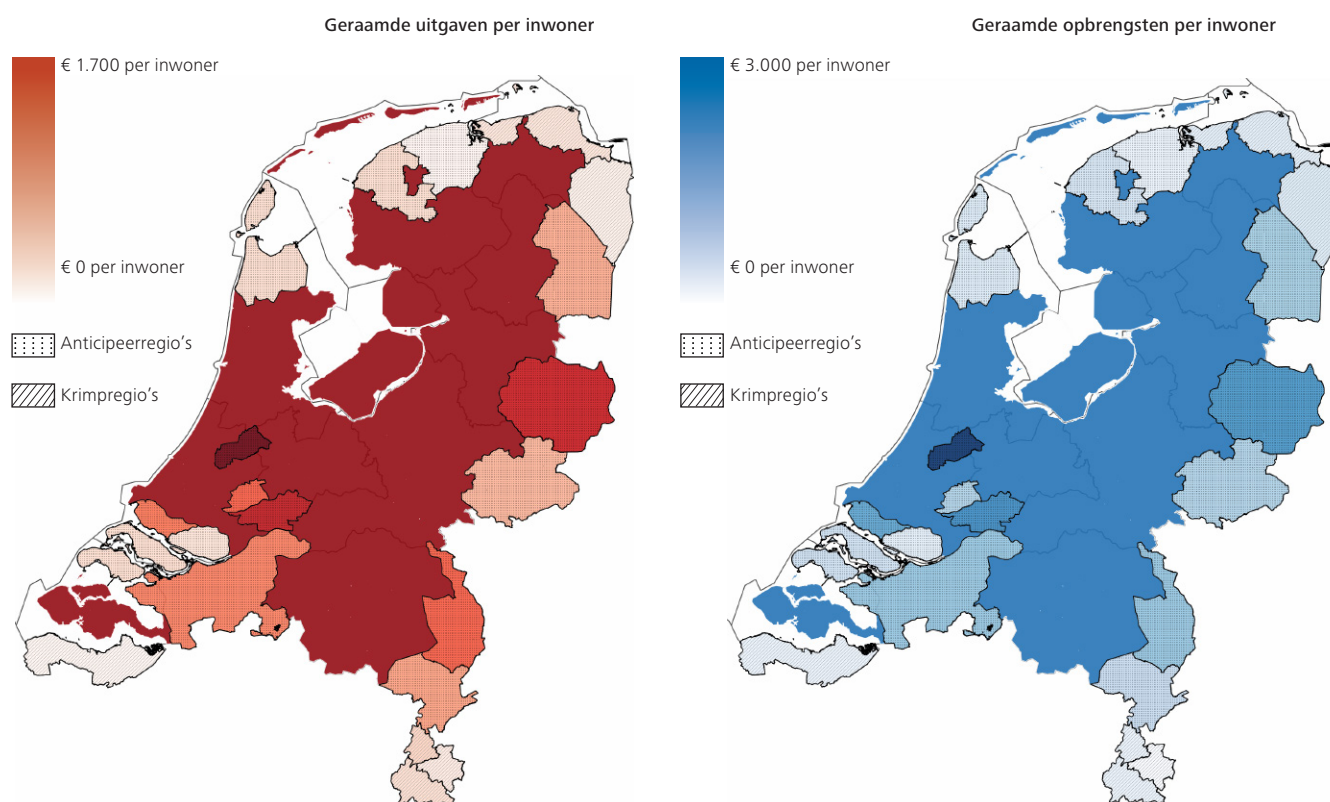 Geraamde uitgaven per inwoner
€ 1.700 per inwoner
€ 0 per inwoner
Anticipeerregio's
Krimpregio's
Geraamde opbrengsten per inwoner
€ 3.000 per inwoner
€ 0 per inwoner
Anticipeerregio's
Krimpregio's